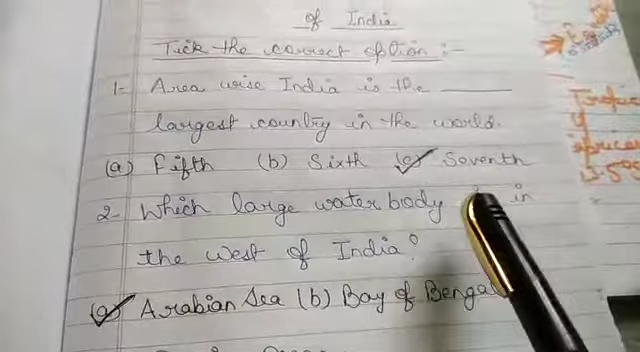 of India
Tick the correct option :-
1- Area wise India is the ______
largest country in the world.
(a) Fifth (b) Sixth (c) Seventh
2- Which large water body in
the west of India?
(a) Arabian Sea (b) Bay of Bengal